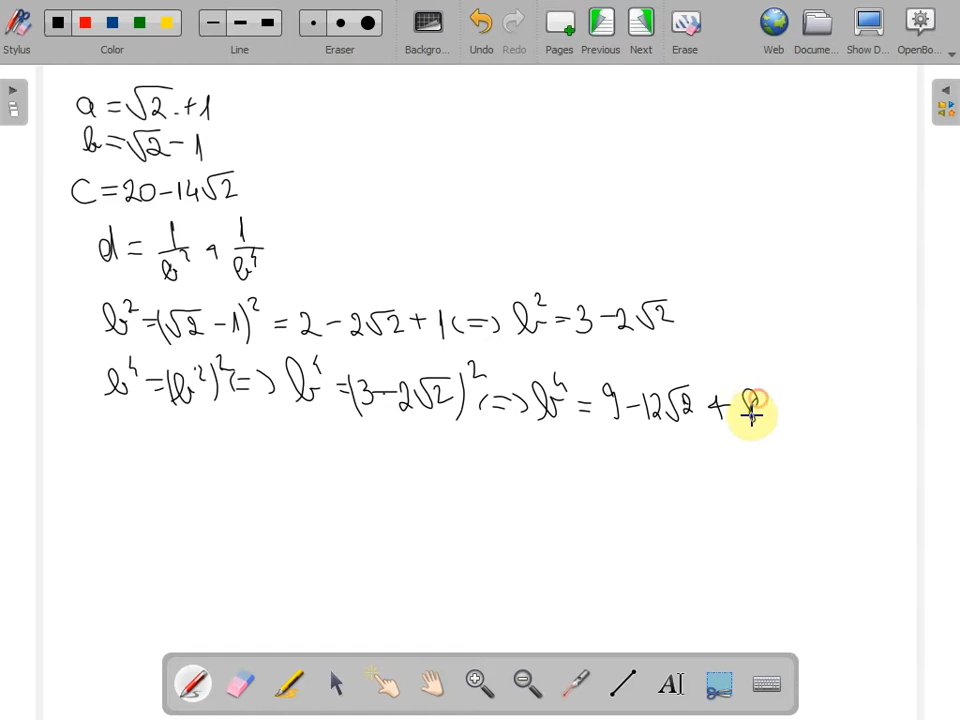 Stylus
Color
Line
Eraser
Backgro...
Undo
Redo
Pages
Previous
Next
Erase
Web
Docume...
Show D...
OpenBo...
a = √2 + 1
b = √2 - 1
C = 20 - 14√2
d = 1/b² + 1/b⁴
b² = (√2 - 1)² = 2 - 2√2 + 1 <=> b² = 3 - 2√2
b⁴ = (b²)² <=> b⁴ = (3 - 2√2)² <=> b⁴ = 9 - 12√2 + 8